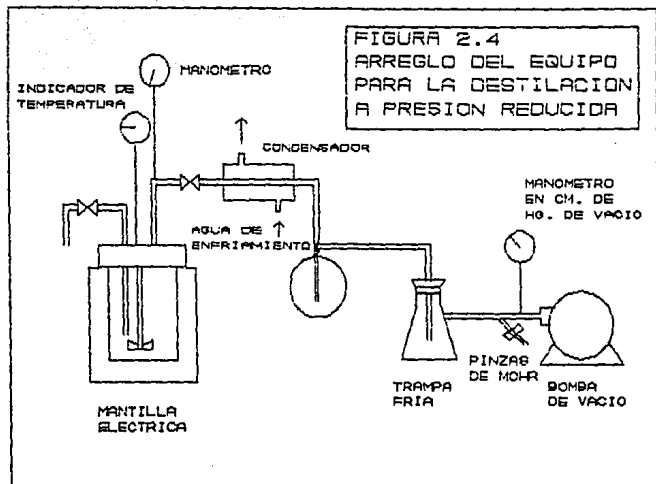 FIGURA 2.4
ARREGLO DEL EQUIPO
PARA LA DESTILACION
A PRESION REDUCIDA
MANOMETRO
INDICADOR DE
TEMPERATURA
CONDENSADOR
AGUA DE
ENFRIAMIENTO
MANOMETRO
EN CM. DE
HG. DE VACIO
MANTILLA
ELECTRICA
TRAMPA
FRIA
PINZAS
DE MOHR
BOMBA
DE VACIO